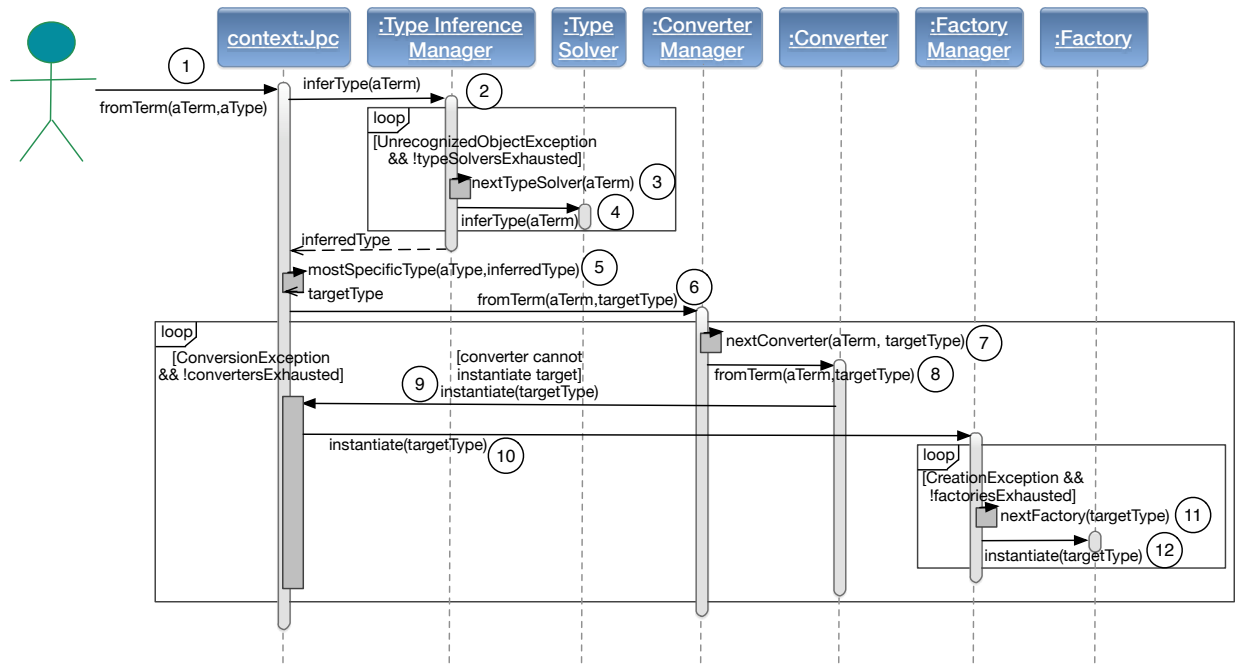 context:Jpc
:Type Inference
Manager
:Type
Solver
:Converter
Manager
:Converter
:Factory
Manager
:Factory
1
fromTerm(aTerm,aType)
inferType(aTerm)
2
loop
[UnrecognizedObjectException
&& !typeSolversExhausted]
nextTypeSolver(aTerm)
3
inferType(aTerm)
4
inferredType
mostSpecificType(aType,inferredType)
5
targetType
fromTerm(aTerm,targetType)
6
loop
[ConversionException
&& !convertersExhausted]
nextConverter(aTerm, targetType)
7
fromTerm(aTerm,targetType)
8
[converter cannot
instantiate target]
instantiate(targetType)
9
instantiate(targetType)
10
loop
[CreationException &&
!factoriesExhausted]
nextFactory(targetType)
11
instantiate(targetType)
12